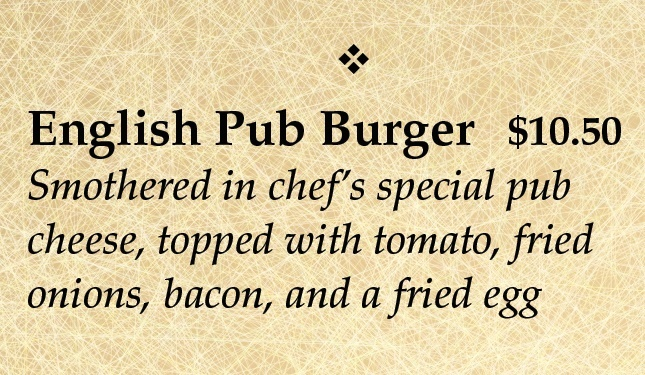 English Pub Burger $10.50
Smothered in chef’s special pub
cheese, topped with tomato, fried
onions, bacon, and a fried egg